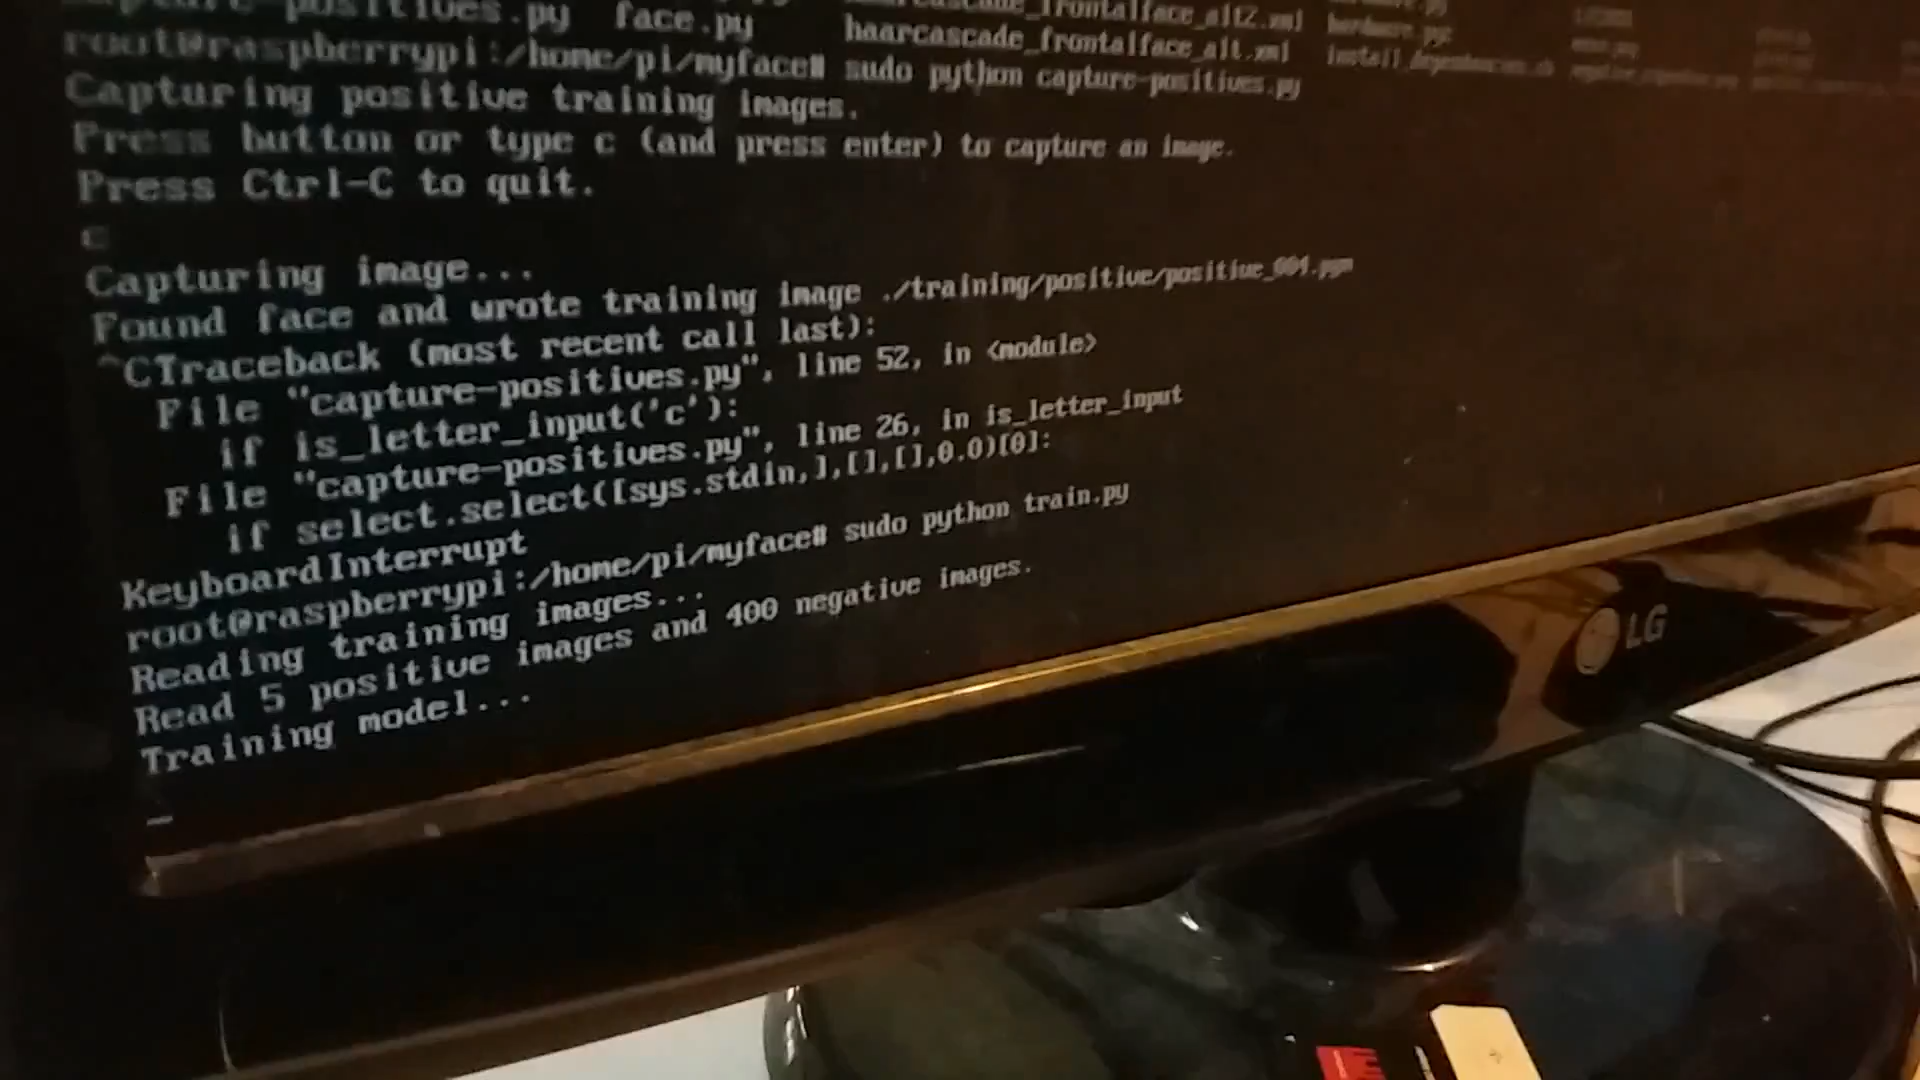 capture-positives.py face.py haarcascade_frontalface_alt2.xml
haarcascade_frontalface_alt.xml
root@raspberrypi:/home/pi/myface# sudo python capture-positives.py
Capturing positive training images.
Press button or type c (and press enter) to capture an image.
Press Ctrl-C to quit.
c
Capturing image...
Found face and wrote training image ./training/positive/positive_004.pgm
^CTraceback (most recent call last):
File "capture-positives.py", line 52, in <module>
if is_letter_input('c'):
File "capture-positives.py", line 26, in is_letter_input
if select.select([sys.stdin,],[],[],0.0)[0]:
KeyboardInterrupt
root@raspberrypi:/home/pi/myface# sudo python train.py
Reading training images...
Read 5 positive images and 400 negative images.
Training model...
LG